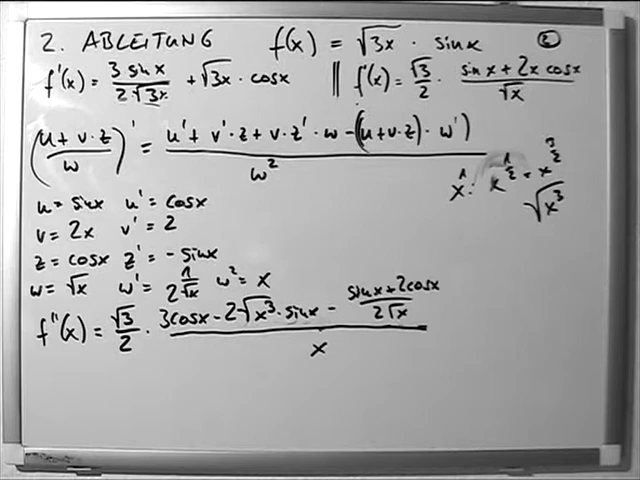 2. ABLEITUNG f(x) = √3x · sinx 2
f'(x) = 3 sinx / 2√3x + √3x · cosx || f'(x) = √3 / 2 · sinx + 2x cosx / √x
(u + v · z / w)' = u' + v' · z + v · z' · w - (u + v · z) · w') / w²
x¹ · x^1/2 = x^3/2
√x³
u = sinx u' = cosx
v = 2x v' = 2
z = cosx z' = - sinx
w = √x w' = 1 / 2√x w² = x
f''(x) = √3 / 2 · 3cosx - 2√x³ · sinx - sinx + 2cosx / 2√x / x